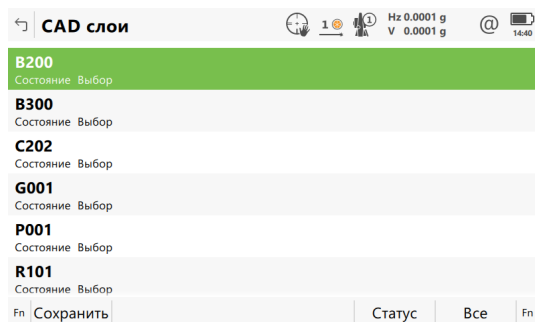 CAD слои
1
1
Hz 0.0001 g
V 0.0001 g
@
14:40
B200
Состояние Выбор
B300
Состояние Выбор
C202
Состояние Выбор
G001
Состояние Выбор
P001
Состояние Выбор
R101
Состояние Выбор
Fn Сохранить Статус Все Fn